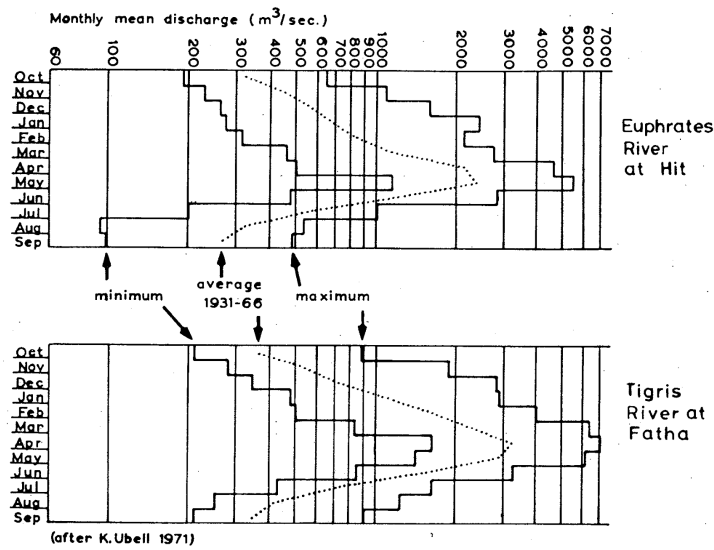 Monthly mean discharge (m³/sec.)
60 100 200 300 400 500 600 700 800 900 1000 2000 3000 4000 5000 6000 7000
Oct
Nov
Dec
Jan
Feb
Mar
Apr
May
Jun
Jul
Aug
Sep
Euphrates
River
at Hit
minimum
average
1931-66
maximum
Oct
Nov
Dec
Jan
Feb
Mar
Apr
May
Jun
Jul
Aug
Sep
Tigris
River at
Fatha
(after K.Ubell 1971)